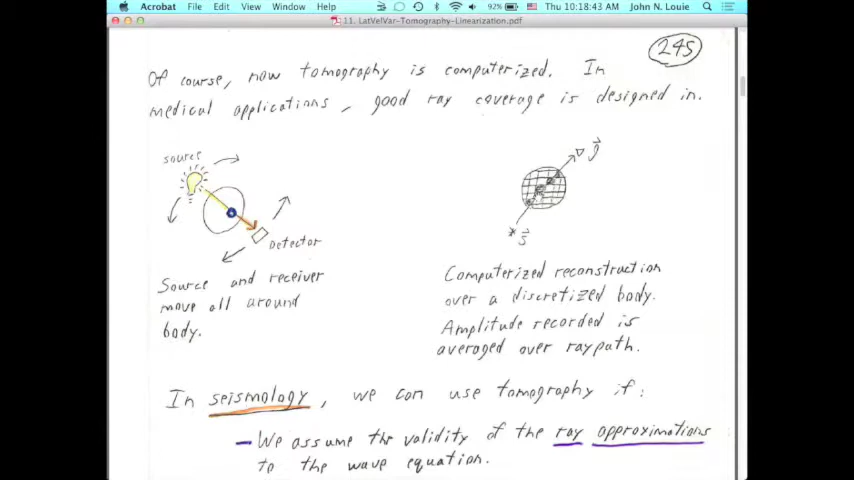 Acrobat File Edit View Window Help 92% Thu 10:18:43 AM John N. Louie
11. LatVelVar-Tomography-Linearization.pdf
245
Of course, now tomography is computerized. In
medical applications, good ray coverage is designed in.
source
Detector
g
s
Source and receiver
move all around
body.
Computerized reconstruction
over a discretized body.
Amplitude recorded is
averaged over raypath.
In seismology, we can use tomography if:
- We assume the validity of the ray approximations
to the wave equation.